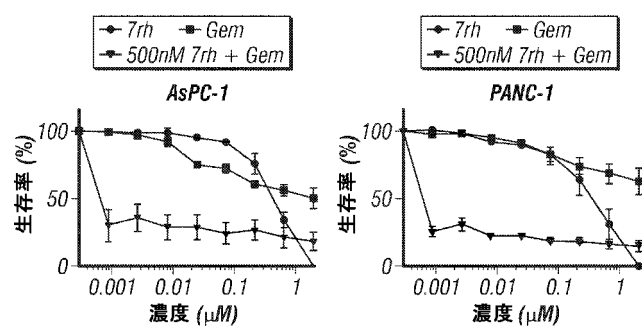 7rh Gem
500nM 7rh + Gem
AsPC-1
生存率 (%)
100
50
0
0.001 0.01 0.1 1
濃度 (μM)
7rh Gem
500nM 7rh + Gem
PANC-1
生存率 (%)
100
50
0
0.001 0.01 0.1 1
濃度 (μM)